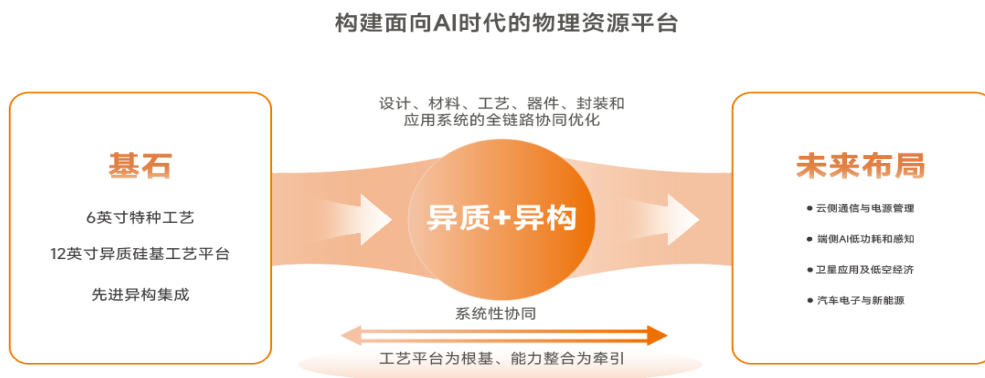 构建面向AI时代的物理资源平台
设计、材料、工艺、器件、封装和
应用系统的全链路协同优化
基石
6英寸特种工艺
12英寸异质硅基工艺平台
先进异构集成
异质+异构
系统性协同
工艺平台为根基、能力整合为牵引
未来布局
● 云侧通信与电源管理
● 端侧AI低功耗和感知
● 卫星应用及低空经济
● 汽车电子与新能源